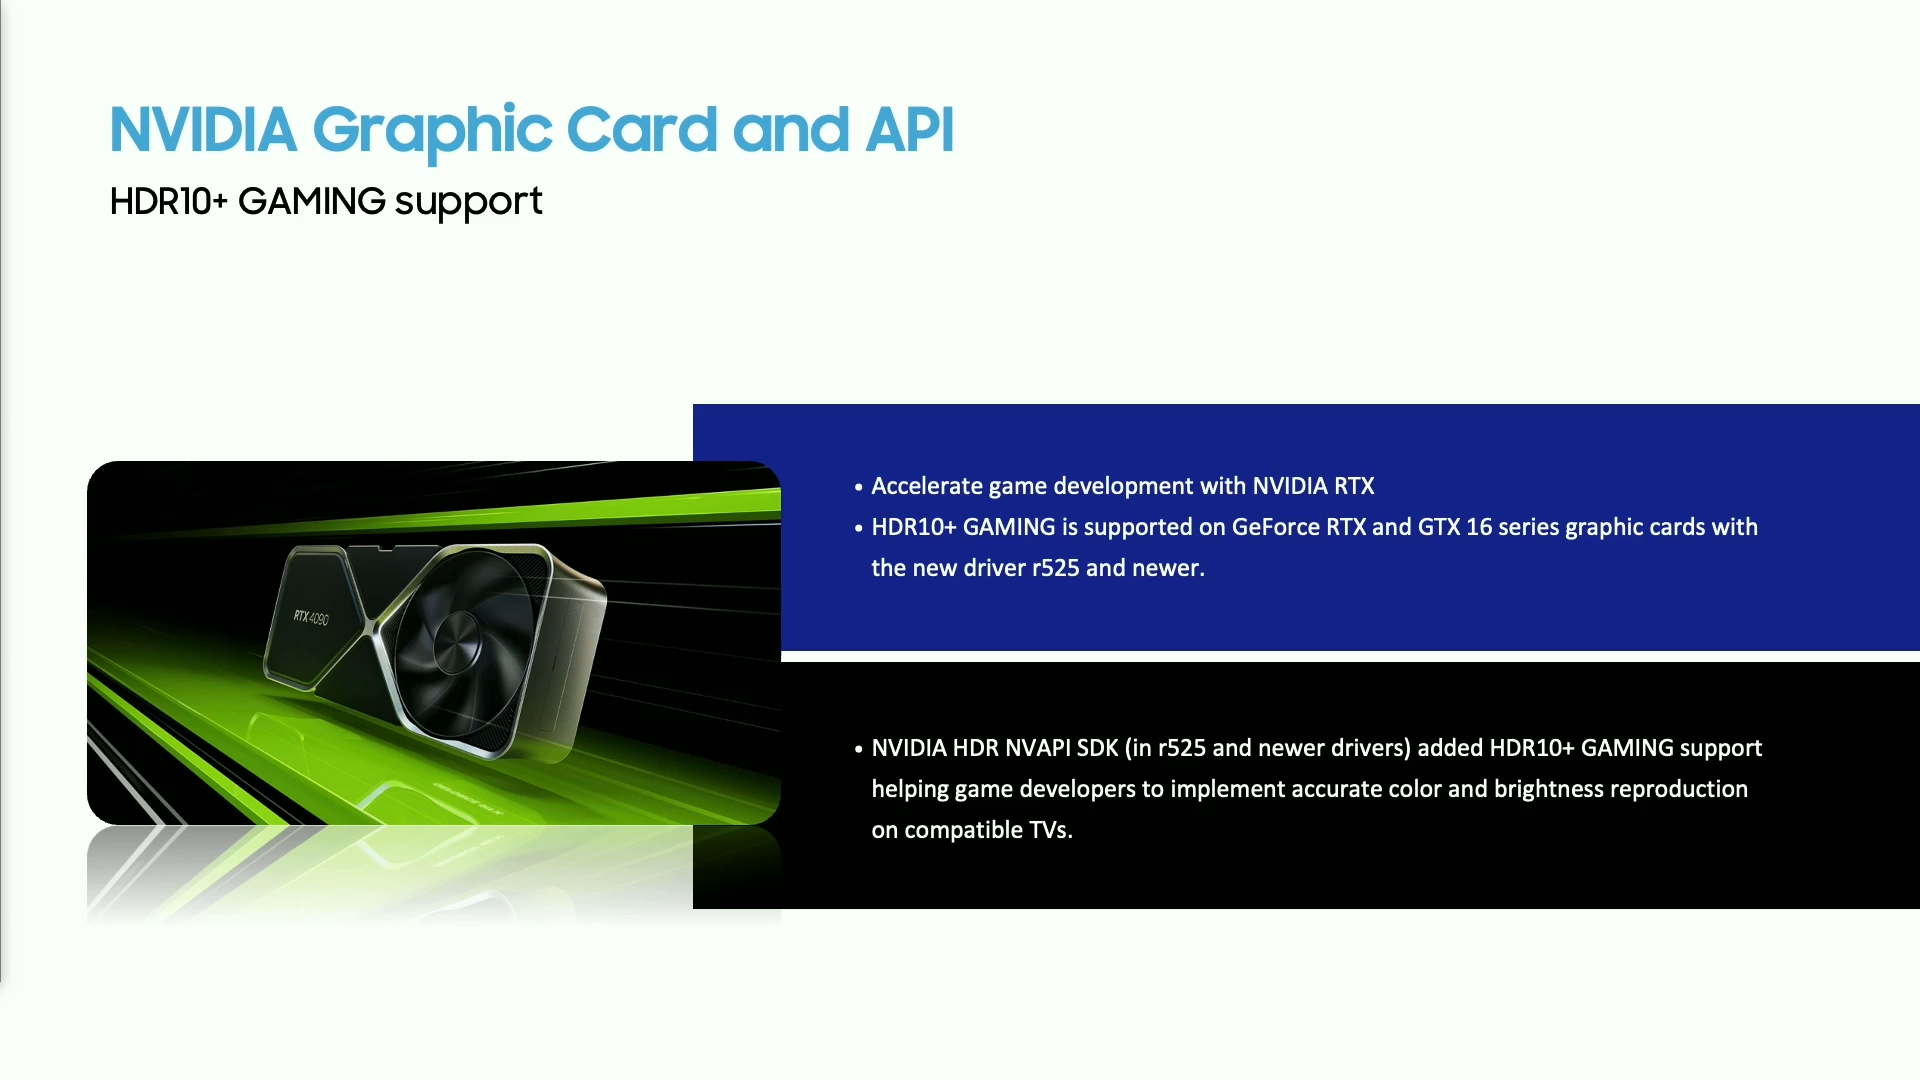 NVIDIA Graphic Card and API
HDR10+ GAMING support
RTX 4090
• Accelerate game development with NVIDIA RTX
• HDR10+ GAMING is supported on GeForce RTX and GTX 16 series graphic cards with
the new driver r525 and newer.
• NVIDIA HDR NVAPI SDK (in r525 and newer drivers) added HDR10+ GAMING support
helping game developers to implement accurate color and brightness reproduction
on compatible TVs.